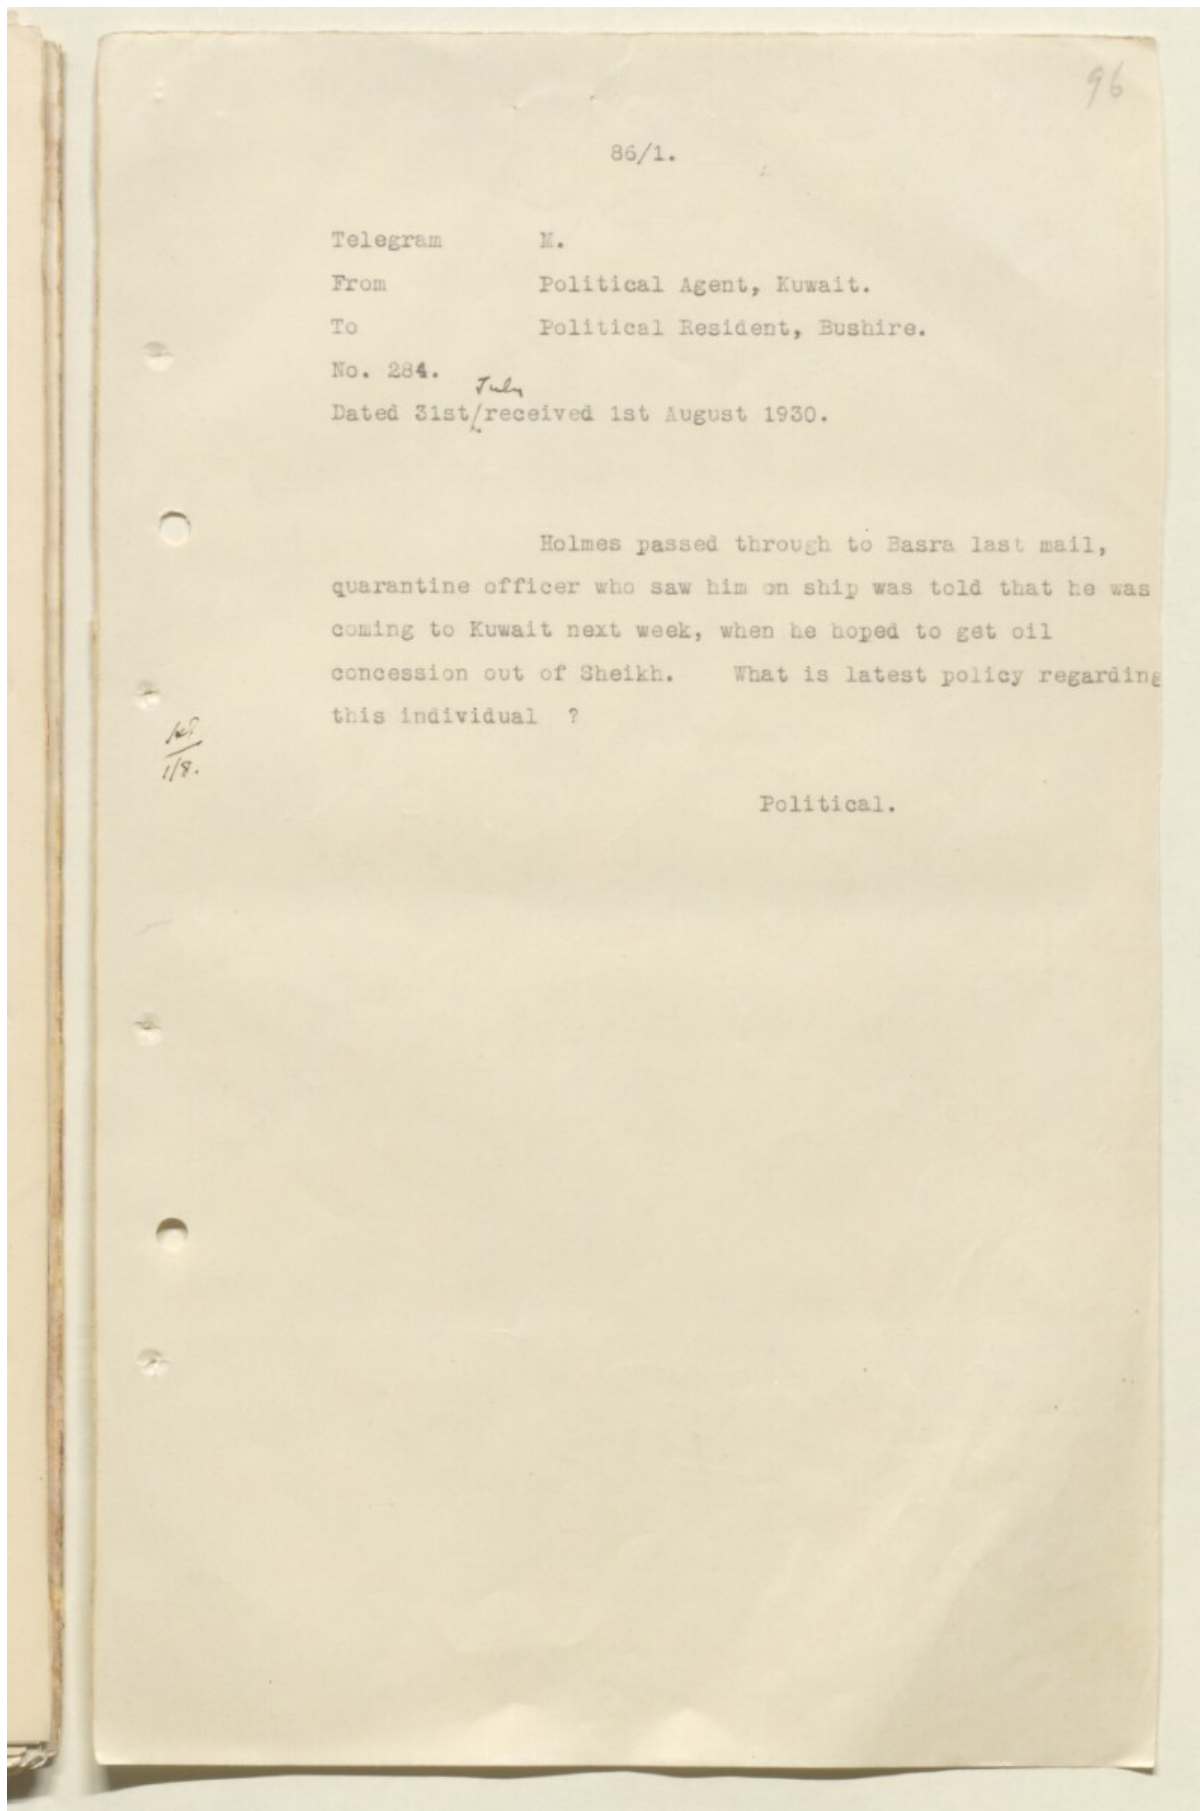 96
86/1.
Telegram M.
From Political Agent, Kuwait.
To Political Resident, Bushire.
No. 284.
July
Dated 31st/received 1st August 1930.
Holmes passed through to Basra last mail,
quarantine officer who saw him on ship was told that he was
coming to Kuwait next week, when he hoped to get oil
concession out of Sheikh. What is latest policy regarding
this individual ?
1/8.
Political.